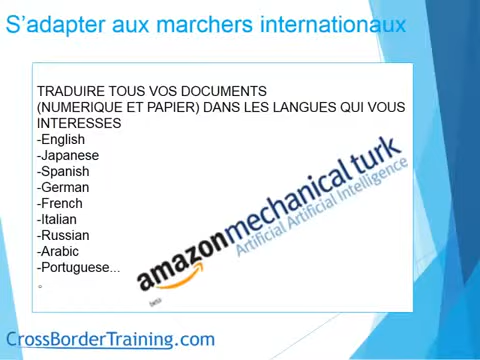 S'adapter aux marchers internationaux
TRADUIRE TOUS VOS DOCUMENTS
(NUMERIQUE ET PAPIER) DANS LES LANGUES QUI VOUS
INTERESSES
-English
-Japanese
-Spanish
-German
-French
-Italian
-Russian
-Arabic
-Portuguese...
amazonmechanical turk
Artificial Artificial Intelligence
beta
CrossBorderTraining.com